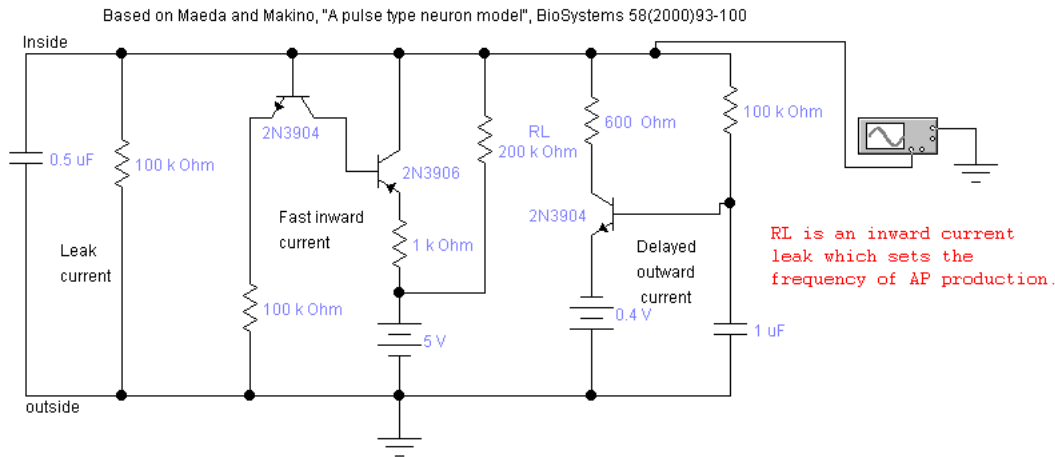 Based on Maeda and Makino, "A pulse type neuron model", BioSystems 58(2000)93-100
Inside
0.5 uF
100 k Ohm
Leak
current
2N3904
100 k Ohm
Fast inward
current
2N3906
1 k Ohm
5 V
RL
200 k Ohm
600 Ohm
2N3904
Delayed
outward
current
0.4 V
100 k Ohm
1 uF
RL is an inward current
leak which sets the
frequency of AP production.
outside